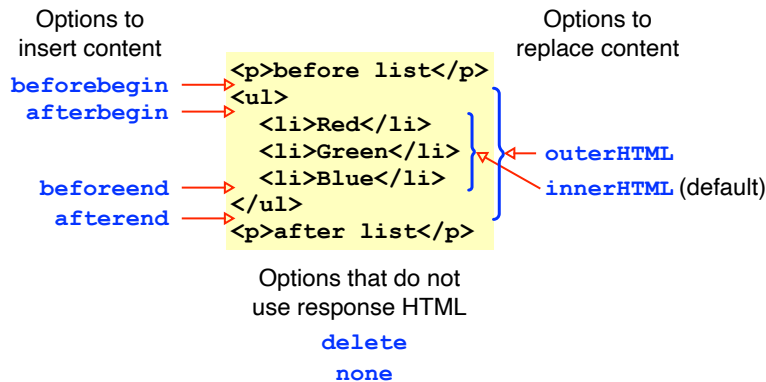 Options to
insert content
beforebegin
afterbegin
beforeend
afterend
<p>before list</p>
<ul>
<li>Red</li>
<li>Green</li>
<li>Blue</li>
</ul>
<p>after list</p>
Options to
replace content
outerHTML
innerHTML (default)
Options that do not
use response HTML
delete
none